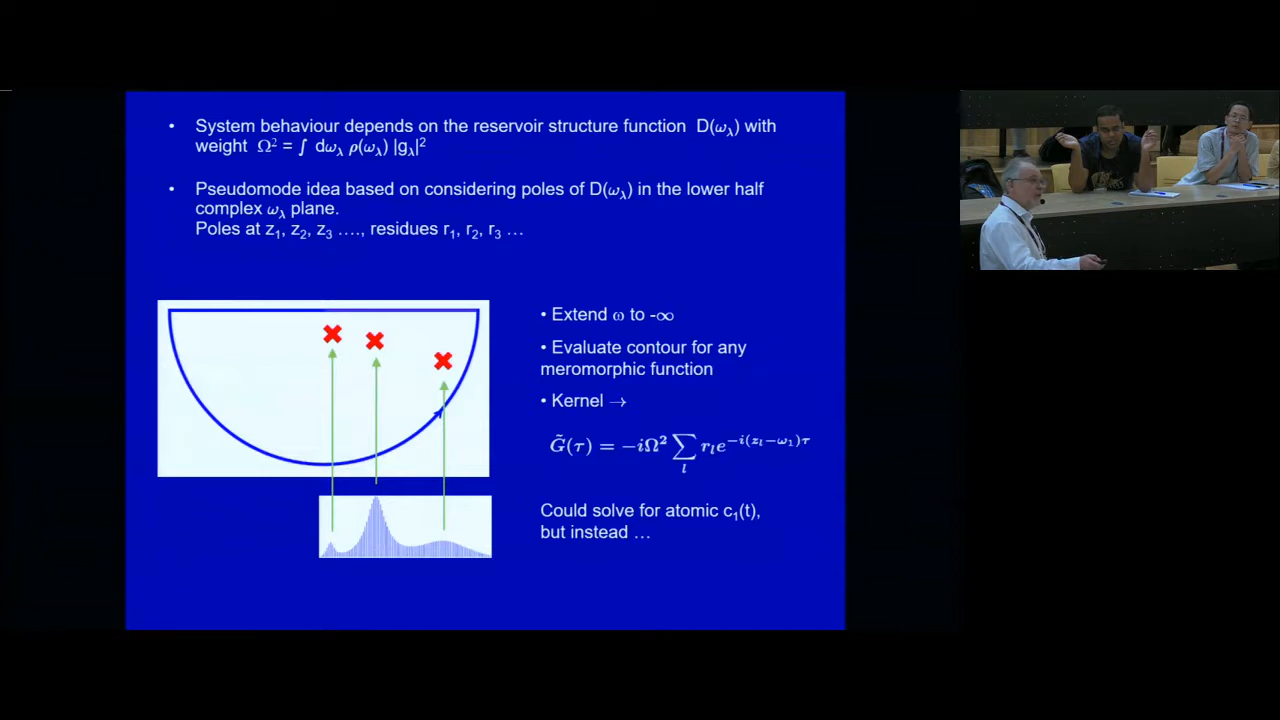 • System behaviour depends on the reservoir structure function D(ωλ) with
weight Ω² = ∫ dωλ ρ(ωλ) |gλ|²
• Pseudomode idea based on considering poles of D(ωλ) in the lower half
complex ωλ plane.
Poles at z₁, z₂, z₃ …., residues r₁, r₂, r₃ …
• Extend ω to -∞
• Evaluate contour for any
meromorphic function
• Kernel →
G̃(τ) = −iΩ² ∑ₗ rₗe^{−i(zₗ−ω₁)τ}
Could solve for atomic c₁(t),
but instead …